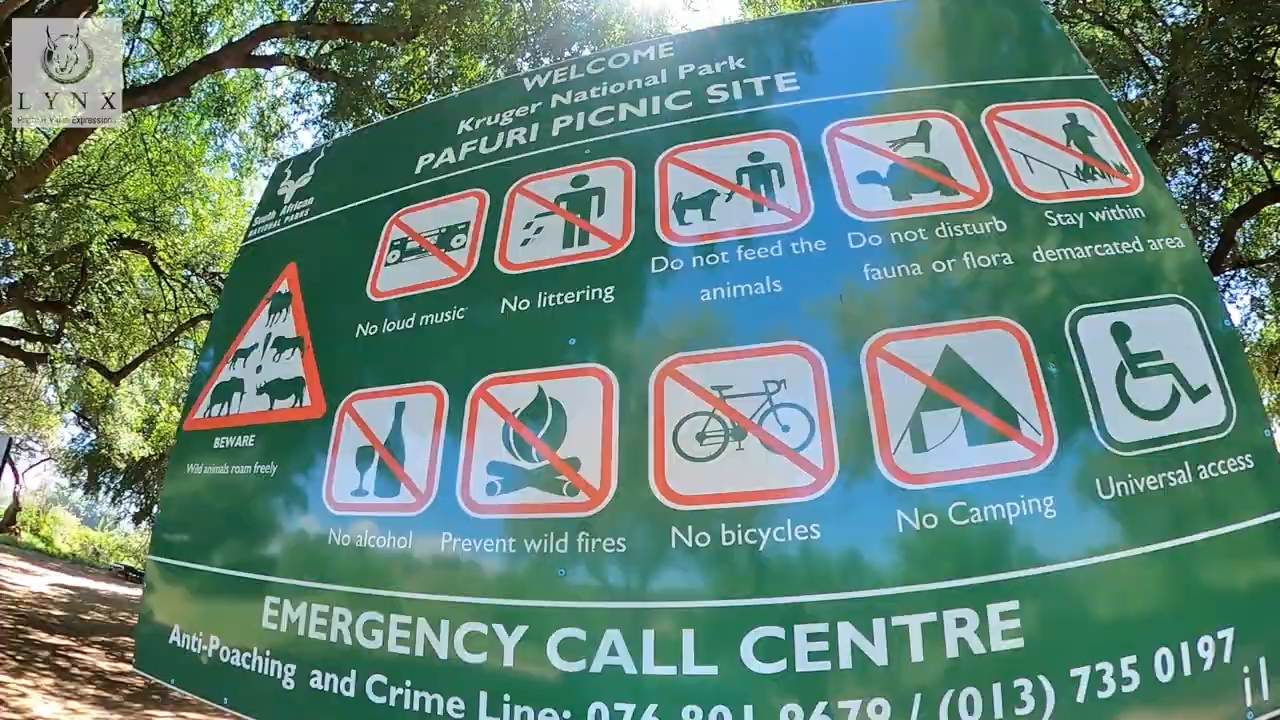 LYNX
WELCOME
Kruger National Park
PAFURI PICNIC SITE
South African
NATIONAL PARKS
No loud music
No littering
Do not feed the
animals
Do not disturb
fauna or flora
Stay within
demarcated area
BEWARE
Wild animals roam freely
No alcohol
Prevent wild fires
No bicycles
No Camping
Universal access
EMERGENCY CALL CENTRE
Anti-Poaching and Crime Line: 076 801 9679 / (013) 735 0197